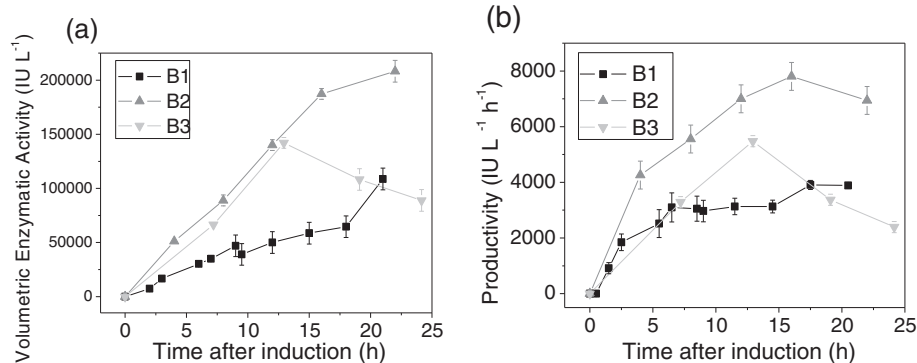 (a)
Volumetric Enzymatic Activity (IU L⁻¹)
200000
150000
100000
50000
0
B1
B2
B3
0 5 10 15 20 25
Time after induction (h)
(b)
Productivity (IU L⁻¹ h⁻¹)
8000
6000
4000
2000
0
B1
B2
B3
0 5 10 15 20 25
Time after induction (h)